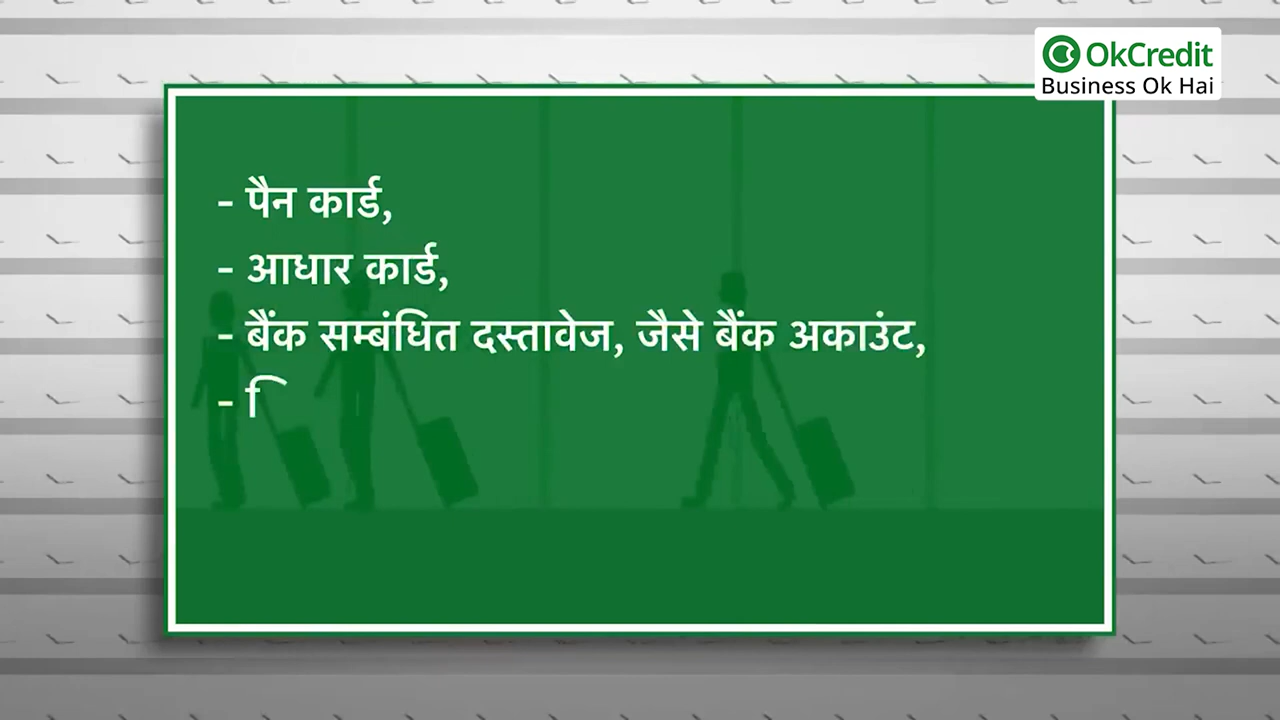 OkCredit
Business Ok Hai
- पैन कार्ड,
- आधार कार्ड,
- बैंक सम्बंधित दस्तावेज, जैसे बैंक अकाउंट,
- ि